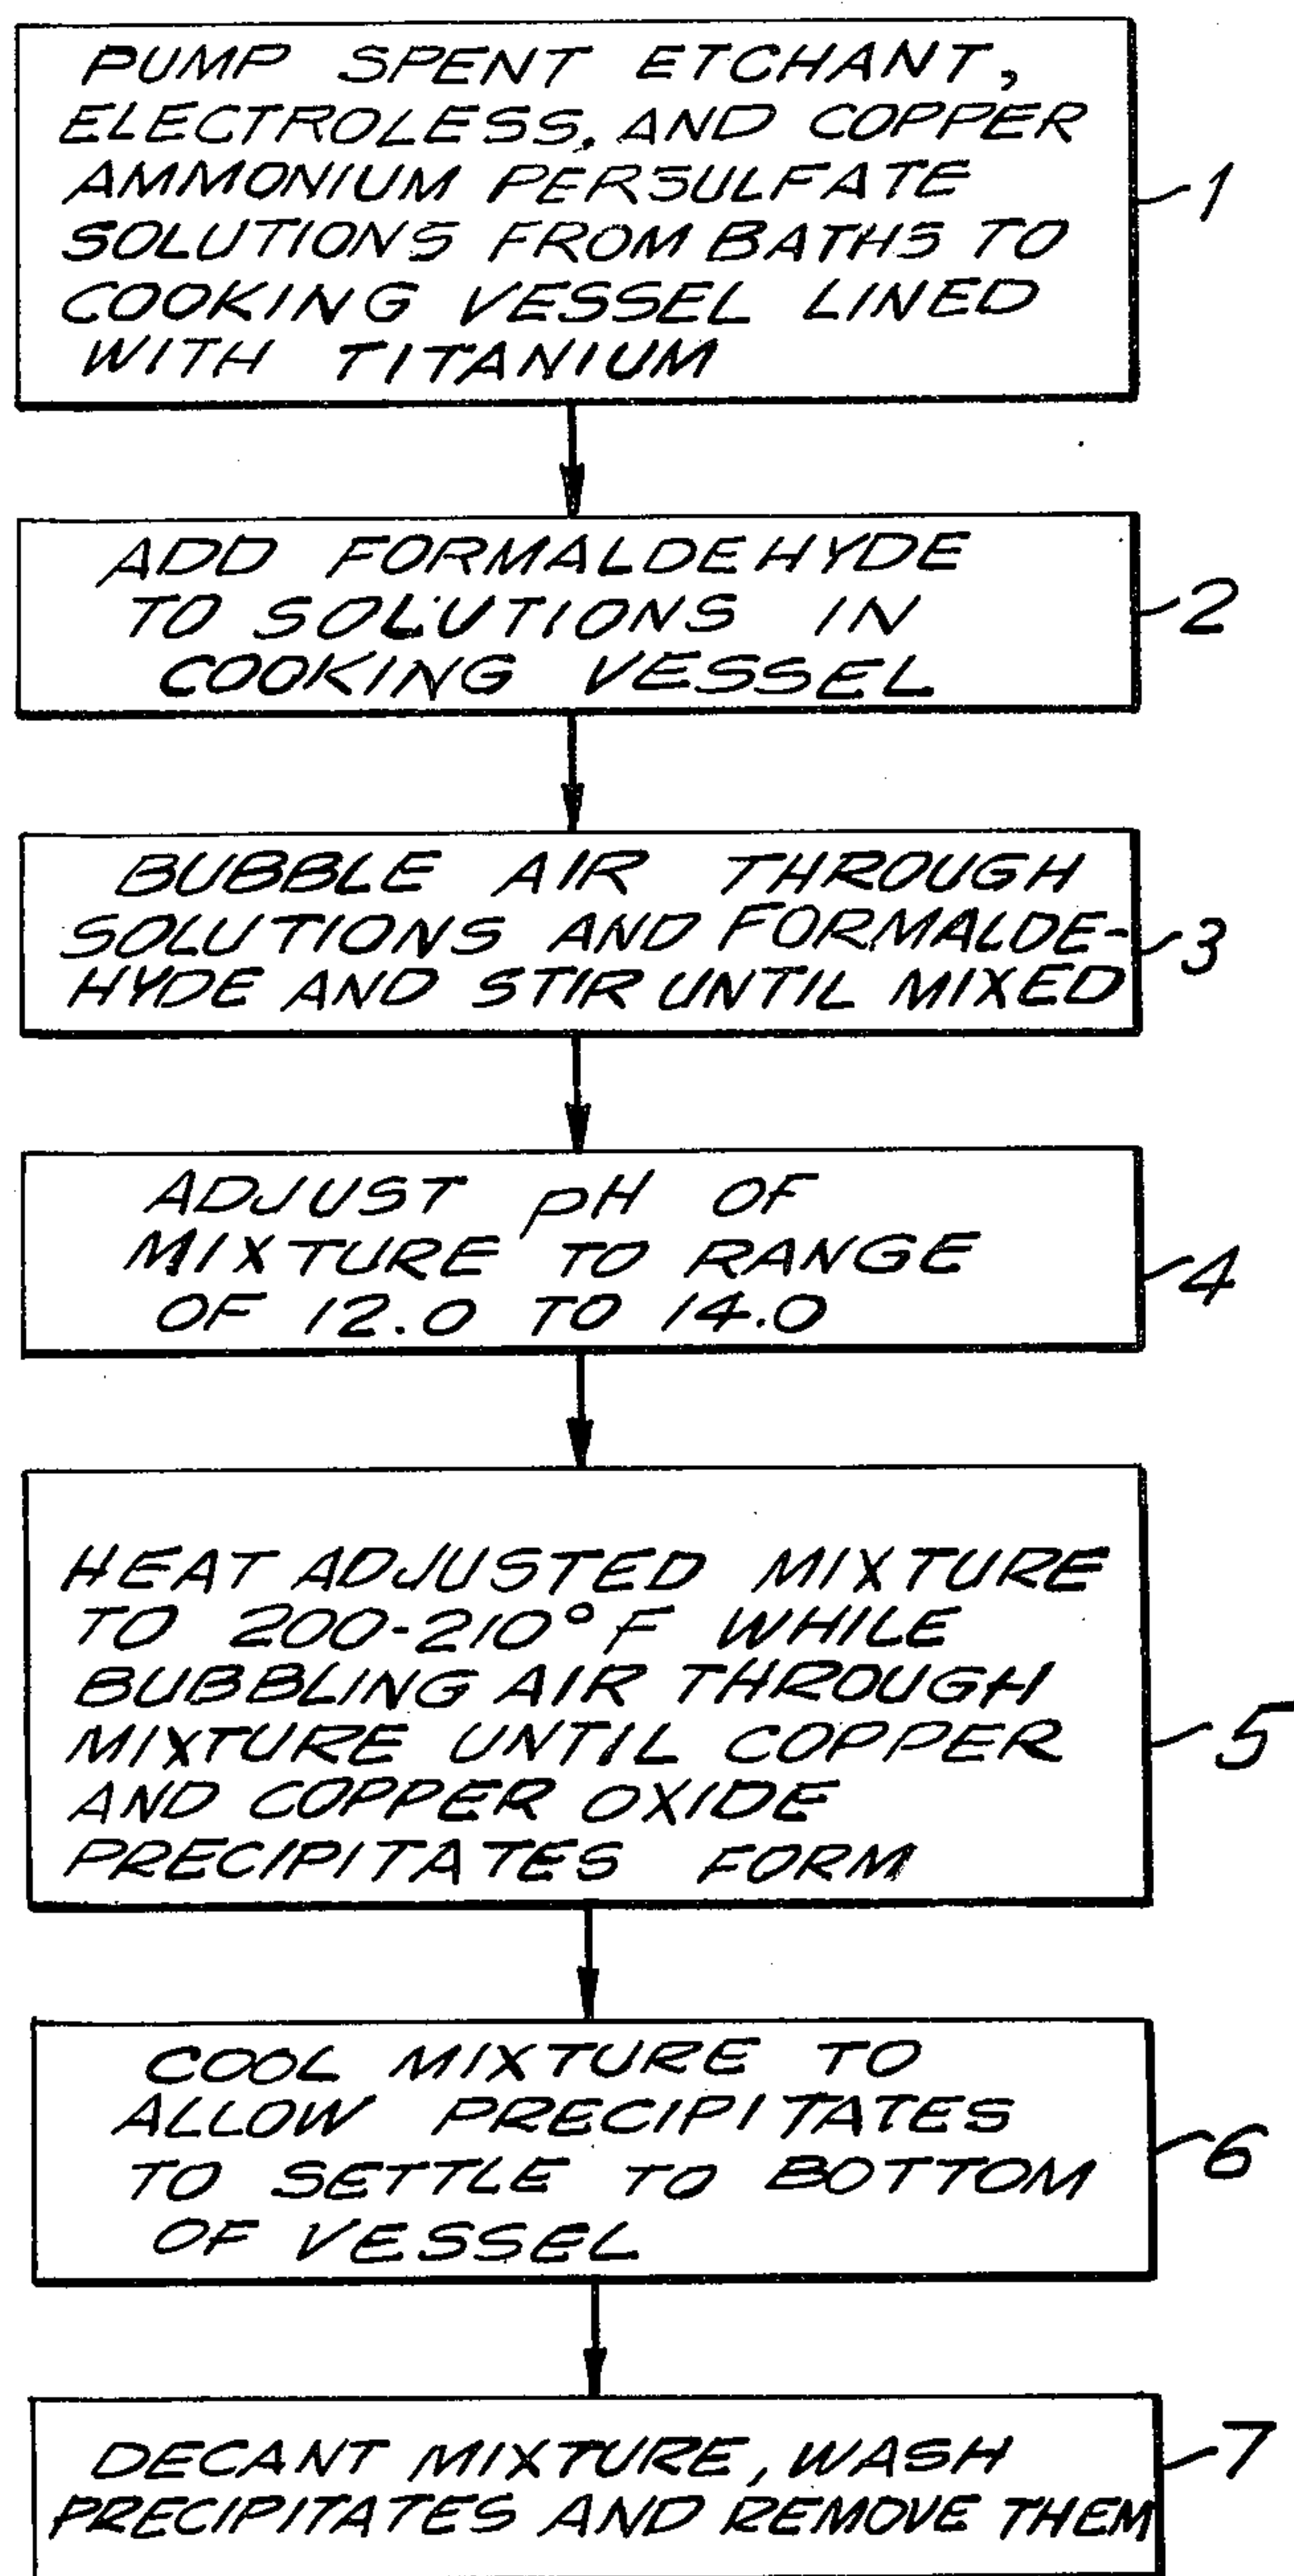 PUMP SPENT ETCHANT,
ELECTROLESS, AND COPPER
AMMONIUM PERSULFATE
SOLUTIONS FROM BATHS TO
COOKING VESSEL LINED
WITH TITANIUM
1
ADD FORMALDEHYDE
TO SOLUTIONS IN
COOKING VESSEL
2
BUBBLE AIR THROUGH
SOLUTIONS AND FORMALDE-
HYDE AND STIR UNTIL MIXED
3
ADJUST pH OF
MIXTURE TO RANGE
OF 12.0 TO 14.0
4
HEAT ADJUSTED MIXTURE
TO 200-210°F WHILE
BUBBLING AIR THROUGH
MIXTURE UNTIL COPPER
AND COPPER OXIDE
PRECIPITATES FORM
5
COOL MIXTURE TO
ALLOW PRECIPITATES
TO SETTLE TO BOTTOM
OF VESSEL
6
DECANT MIXTURE, WASH
PRECIPITATES AND REMOVE THEM
7